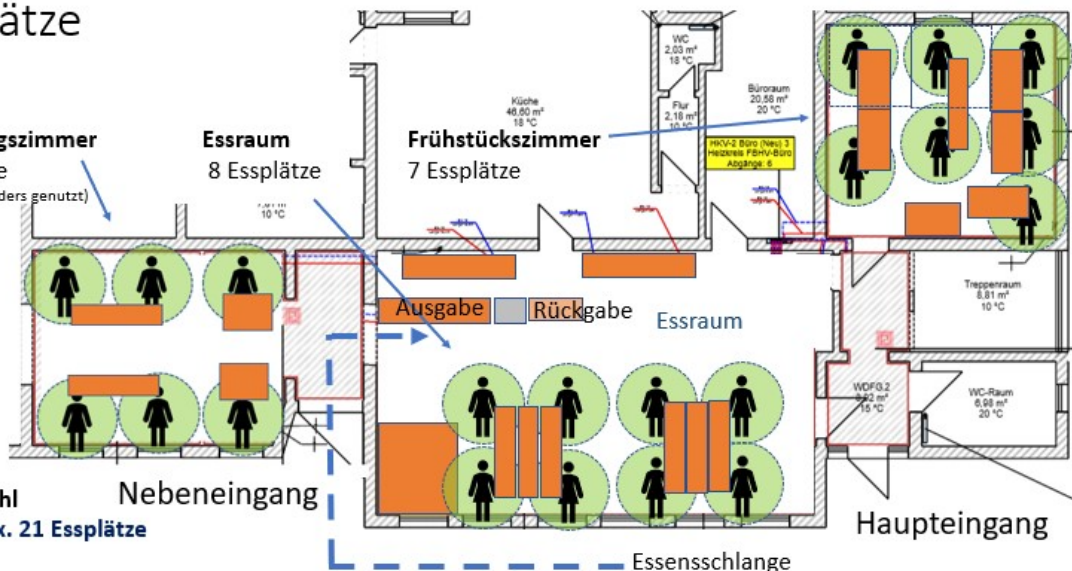 ätze
gszimmer
e
ders genutzt)
Essraum
8 Essplätze
Frühstückszimmer
7 Essplätze
Küche
46,60 m²
18 °C
WC
2,03 m²
18 °C
Flur
2,18 m²
10 °C
Büroraum
20,58 m²
20 °C
HKV-2 Büro (Neu) 3
Heizkreis FBHV-Büro
Abgänge: 6
10 °C
Ausgabe
Rückgabe
Essraum
Treppenraum
8,81 m²
10 °C
WDFG.2
15 °C
WC-Raum
6,98 m²
20 °C
hl
x. 21 Essplätze
Nebeneingang
Haupteingang
Essensschlange